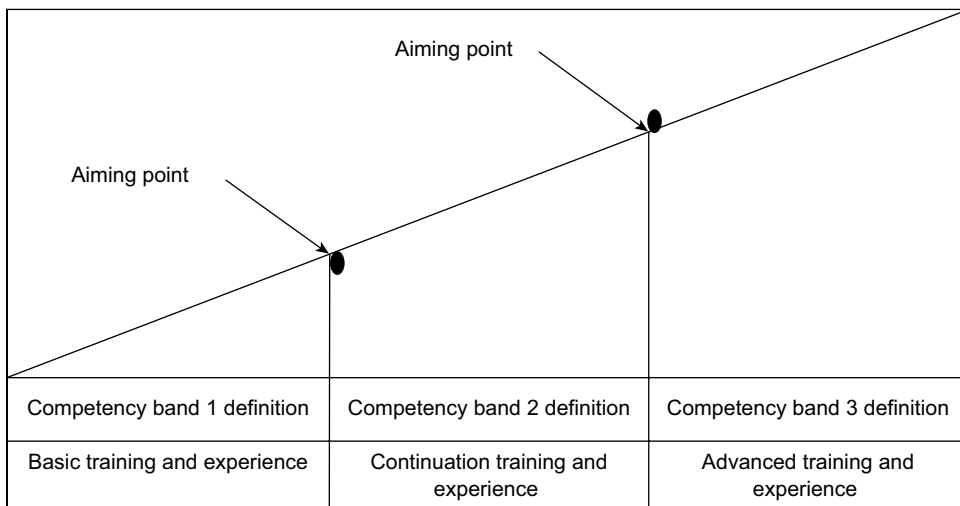 Aiming point
Aiming point
Competency band 1 definition
Competency band 2 definition
Competency band 3 definition
Basic training and experience
Continuation training and
experience
Advanced training and
experience